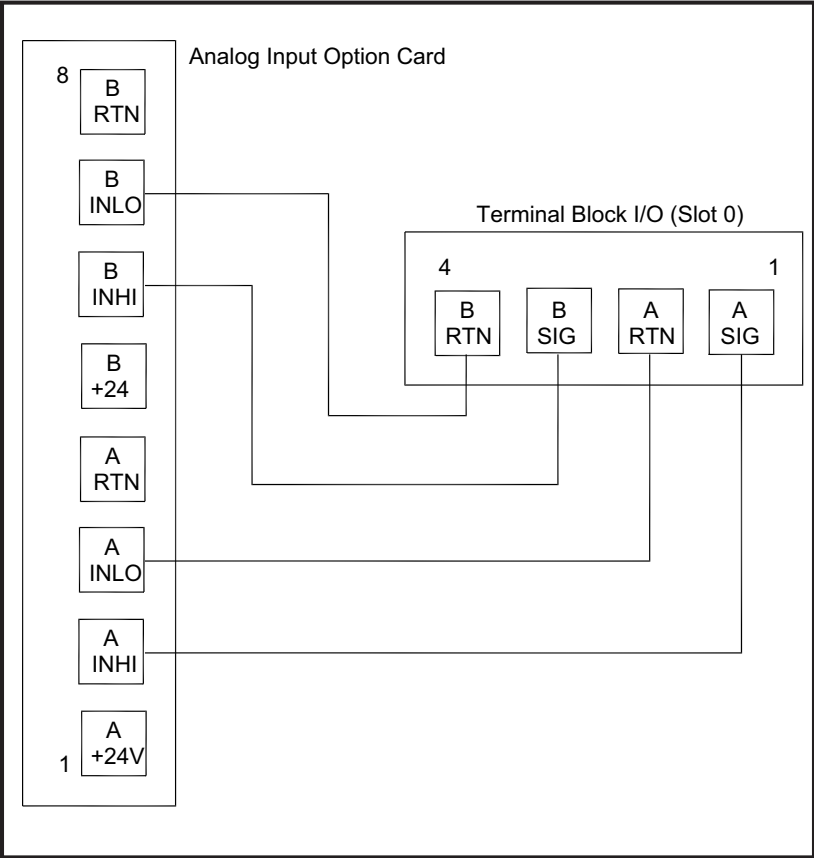 Analog Input Option Card
8
B
RTN
B
INLO
B
INHI
B
+24
A
RTN
A
INLO
A
INHI
A
+24V
1
Terminal Block I/O (Slot 0)
4
1
B
RTN
B
SIG
A
RTN
A
SIG